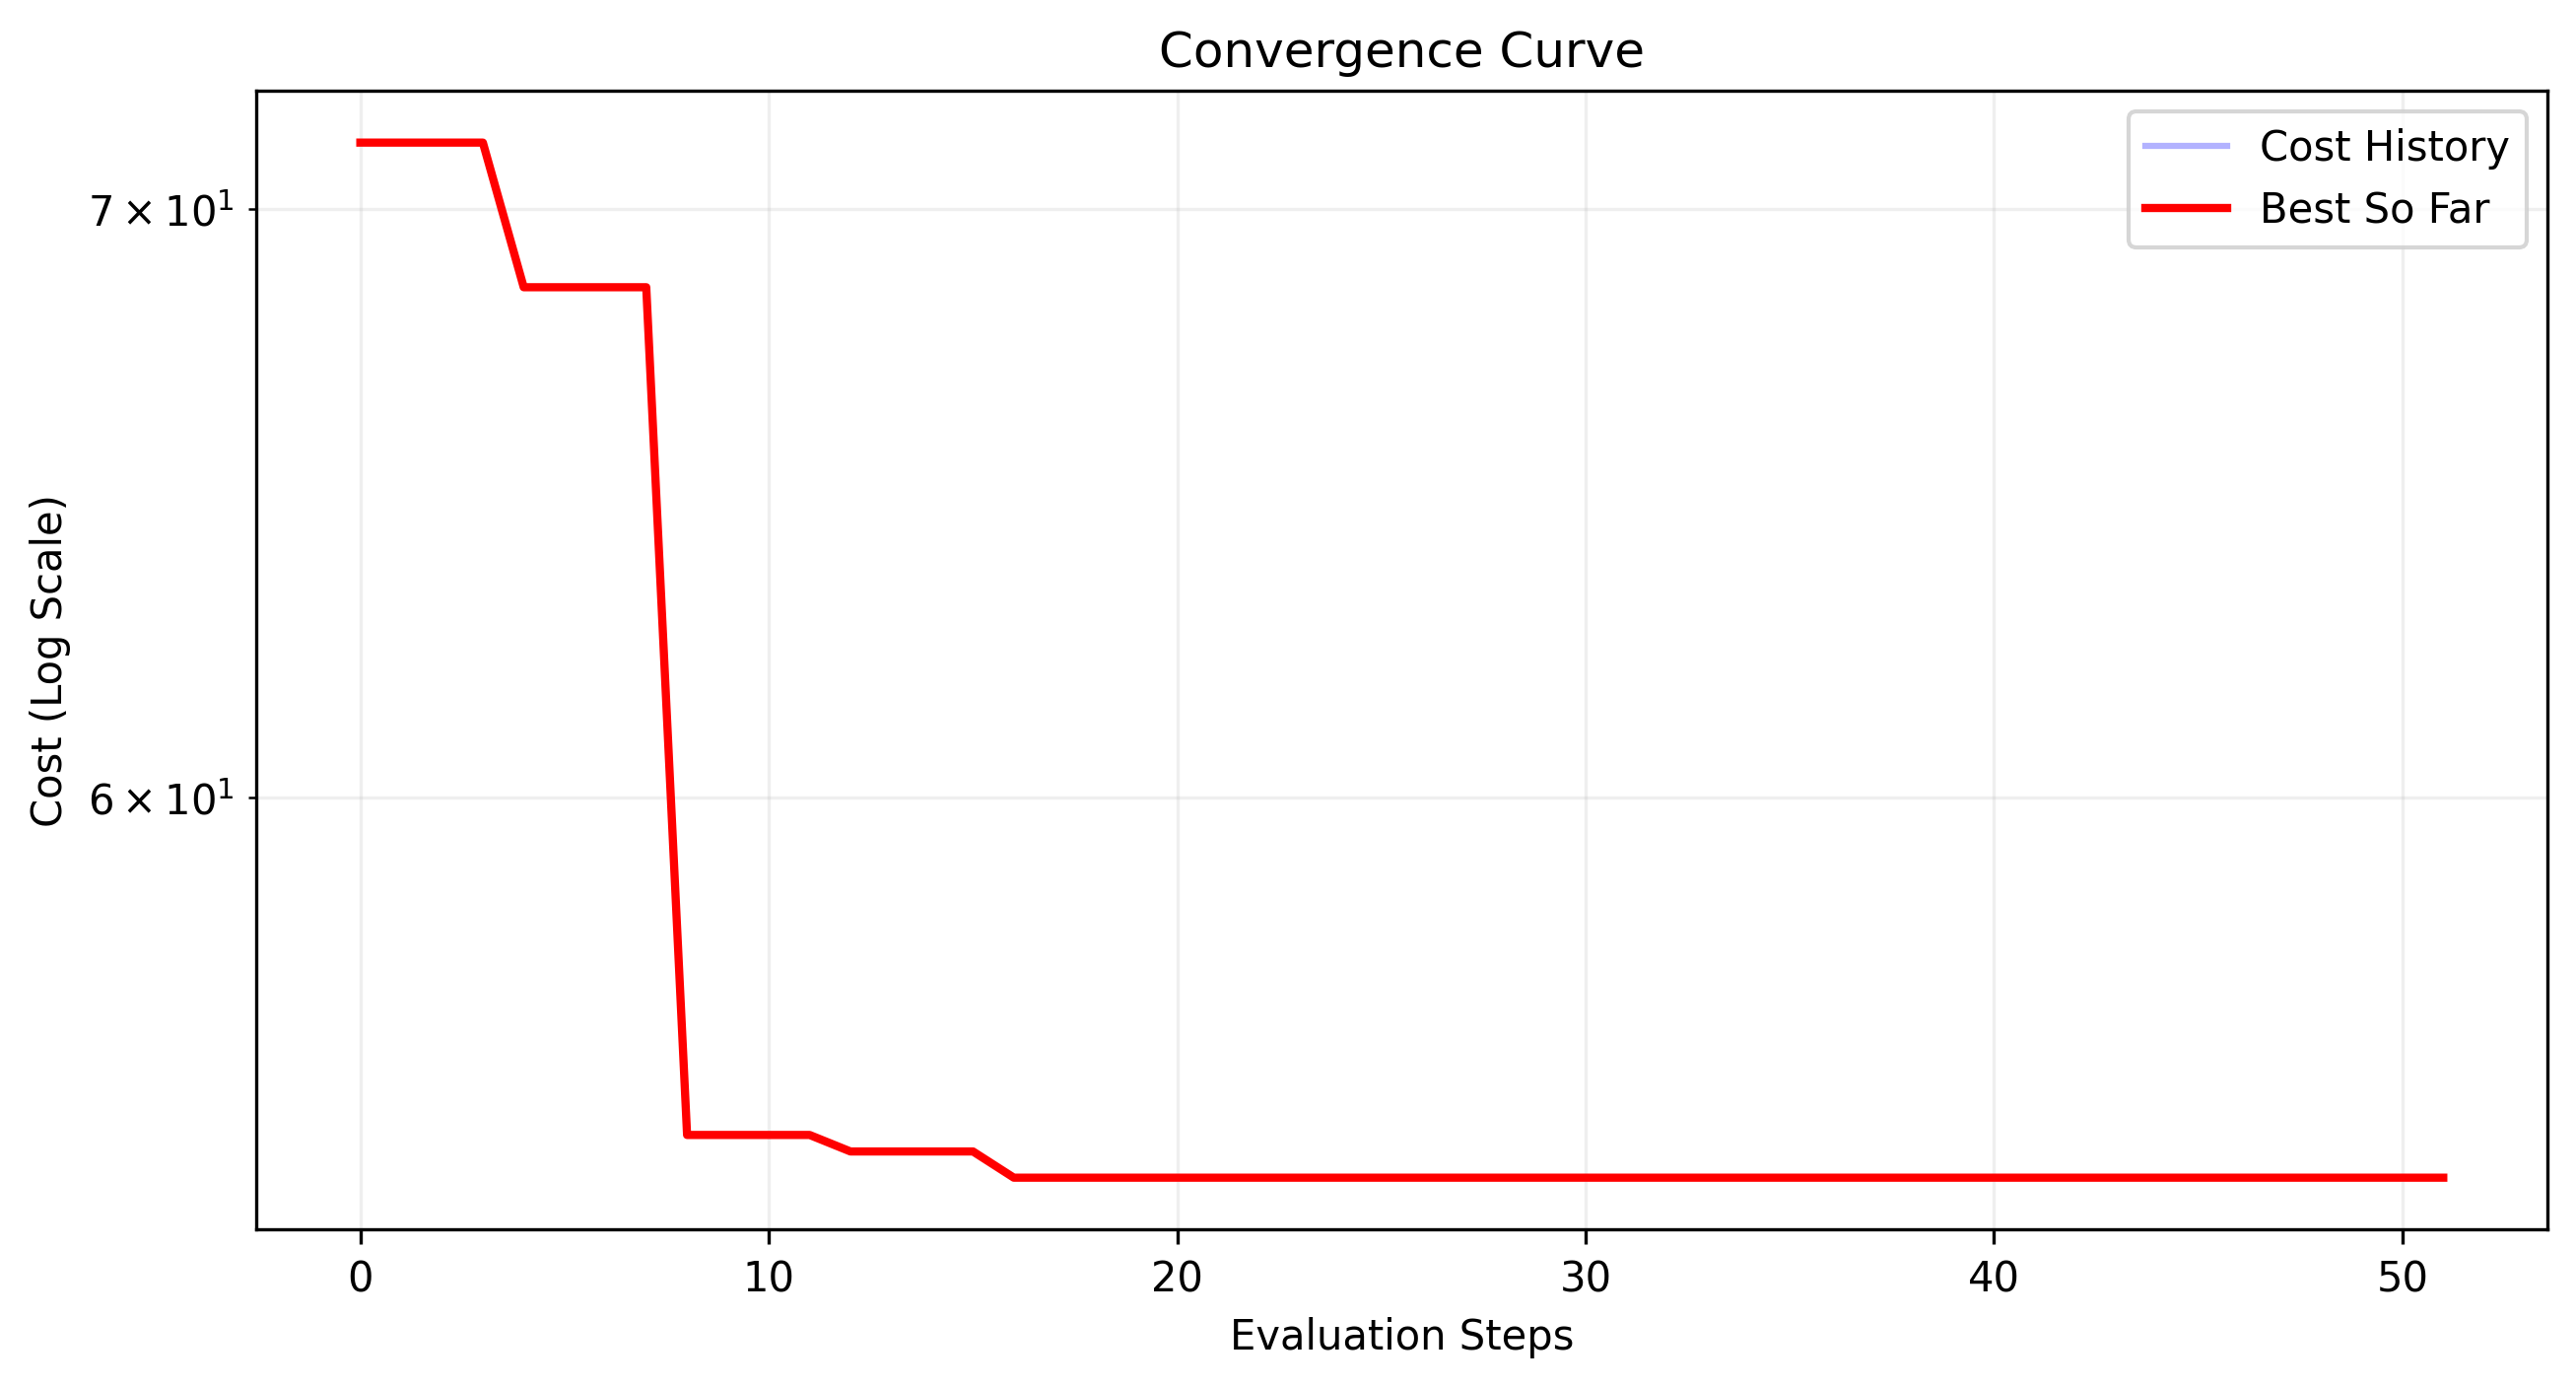 Convergence Curve
Cost History
Best So Far
7 × 10¹
6 × 10¹
Cost (Log Scale)
0 10 20 30 40 50
Evaluation Steps